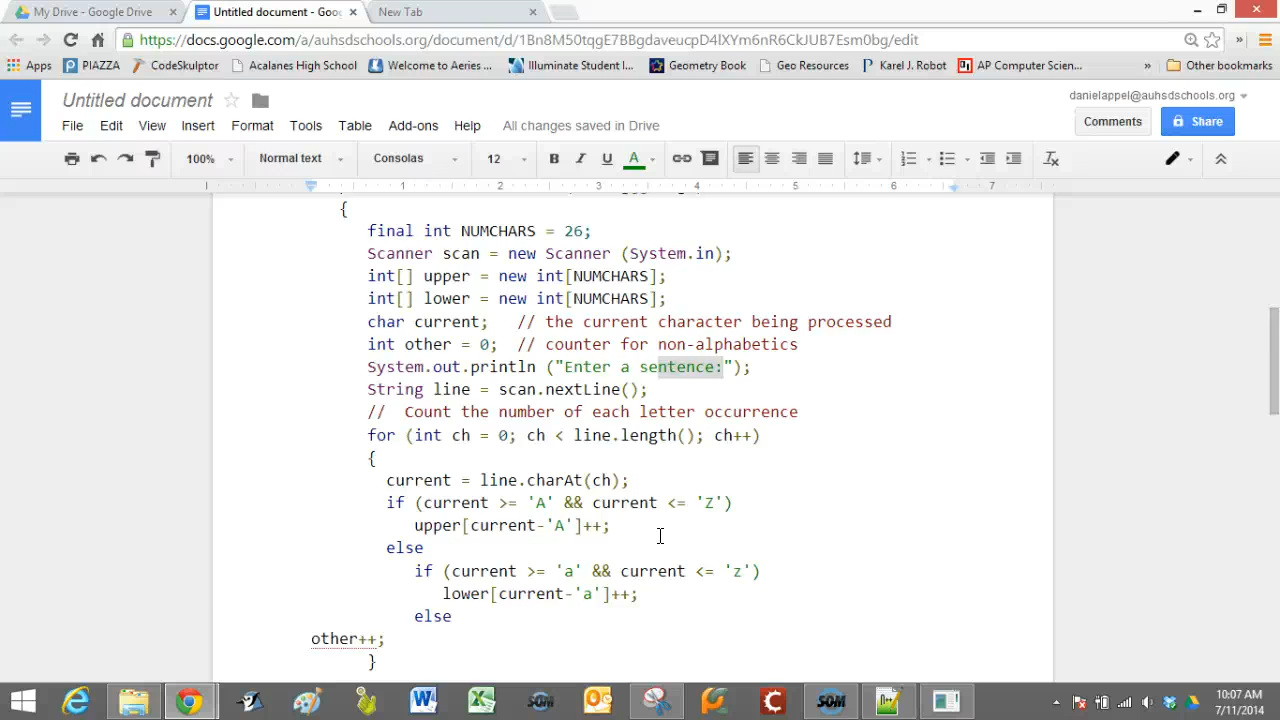 My Drive - Google Drive
Untitled document - Goo
New Tab
https://docs.google.com/a/auhsdschools.org/document/d/1Bn8M50tqgE7BBgdaveucpD4lXYm6nR6CkJUB7Esm0bg/edit
Apps PIAZZA CodeSkulptor Acalanes High School Welcome to Aeries ... Illuminate Student I... Geometry Book Geo Resources Karel J. Robot AP Computer Scien... » Other bookmarks
Untitled document
danielappel@auhsdschools.org
File Edit View Insert Format Tools Table Add-ons Help All changes saved in Drive
Comments Share
100% Normal text Consolas 12 B I U A
1 2 3 4 5 6 7
{
final int NUMCHARS = 26;
Scanner scan = new Scanner (System.in);
int[] upper = new int[NUMCHARS];
int[] lower = new int[NUMCHARS];
char current; // the current character being processed
int other = 0; // counter for non-alphabetics
System.out.println ("Enter a sentence:");
String line = scan.nextLine();
// Count the number of each letter occurrence
for (int ch = 0; ch < line.length(); ch++)
{
current = line.charAt(ch);
if (current >= 'A' && current <= 'Z')
upper[current-'A']++;
else
if (current >= 'a' && current <= 'z')
lower[current-'a']++;
else
other++;
}
10:07 AM
7/11/2014